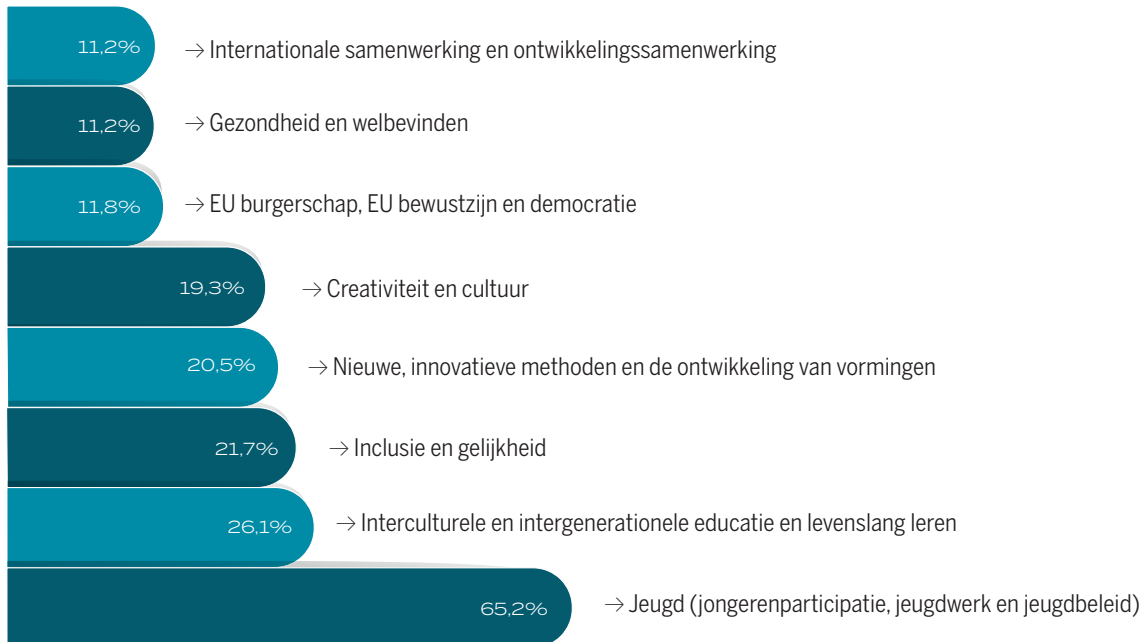 11,2% → Internationale samenwerking en ontwikkelingssamenwerking
11,2% → Gezondheid en welbevinden
11,8% → EU burgerschap, EU bewustzijn en democratie
19,3% → Creativiteit en cultuur
20,5% → Nieuwe, innovatieve methoden en de ontwikkeling van vormingen
21,7% → Inclusie en gelijkheid
26,1% → Interculturele en intergenerationele educatie en levenslang leren
65,2% → Jeugd (jongerenparticipatie, jeugdwerk en jeugdbeleid)